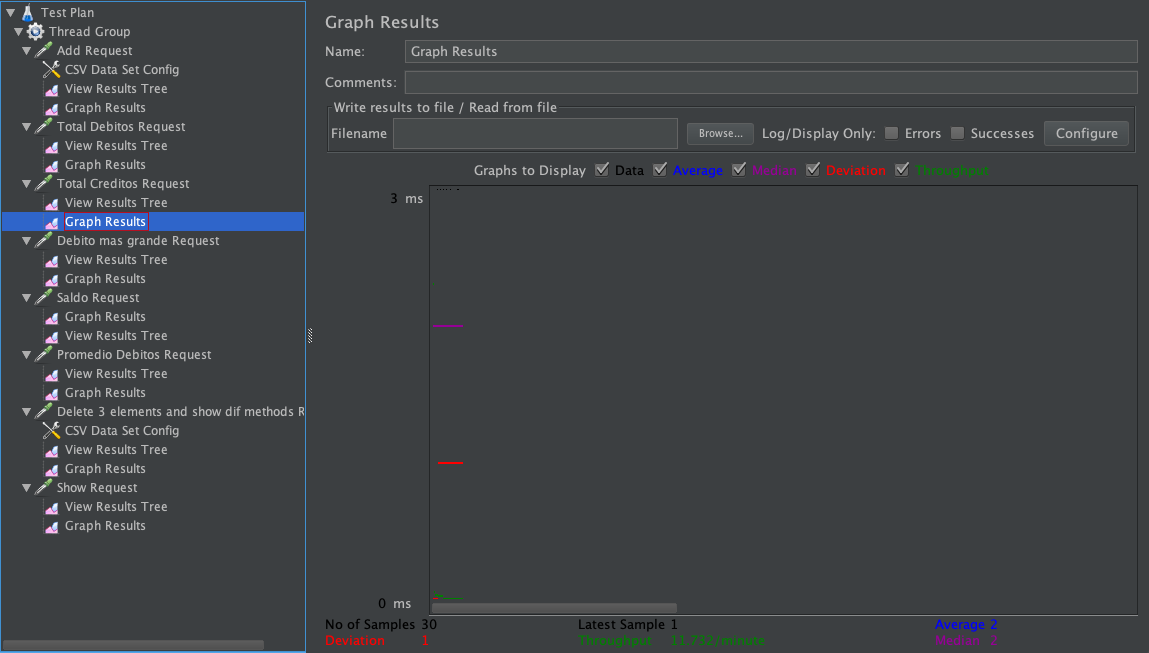 Test Plan
Thread Group
Add Request
CSV Data Set Config
View Results Tree
Graph Results
Total Debitos Request
View Results Tree
Graph Results
Total Creditos Request
View Results Tree
Graph Results
Debito mas grande Request
View Results Tree
Graph Results
Saldo Request
Graph Results
View Results Tree
Promedio Debitos Request
View Results Tree
Graph Results
Delete 3 elements and show dif methods R
CSV Data Set Config
View Results Tree
Graph Results
Show Request
View Results Tree
Graph Results
Graph Results
Name: Graph Results
Comments:
Write results to file / Read from file
Filename Browse... Log/Display Only: Errors Successes Configure
Graphs to Display Data Average Median Deviation Throughput
3 ms
0 ms
No of Samples 30 Latest Sample 1 Average 2
Deviation 1 Throughput 11.732/minute Median 2